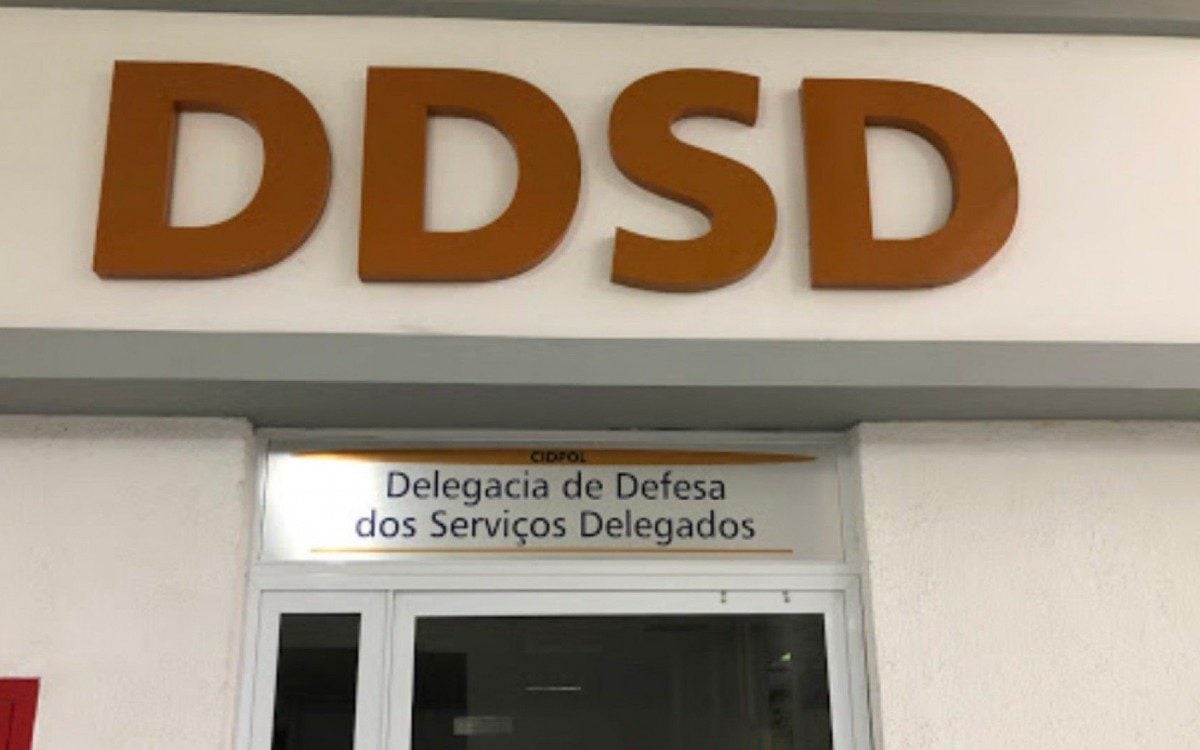 DDSD
CIDPOL
Delegacia de Defesa
dos Serviços Delegados